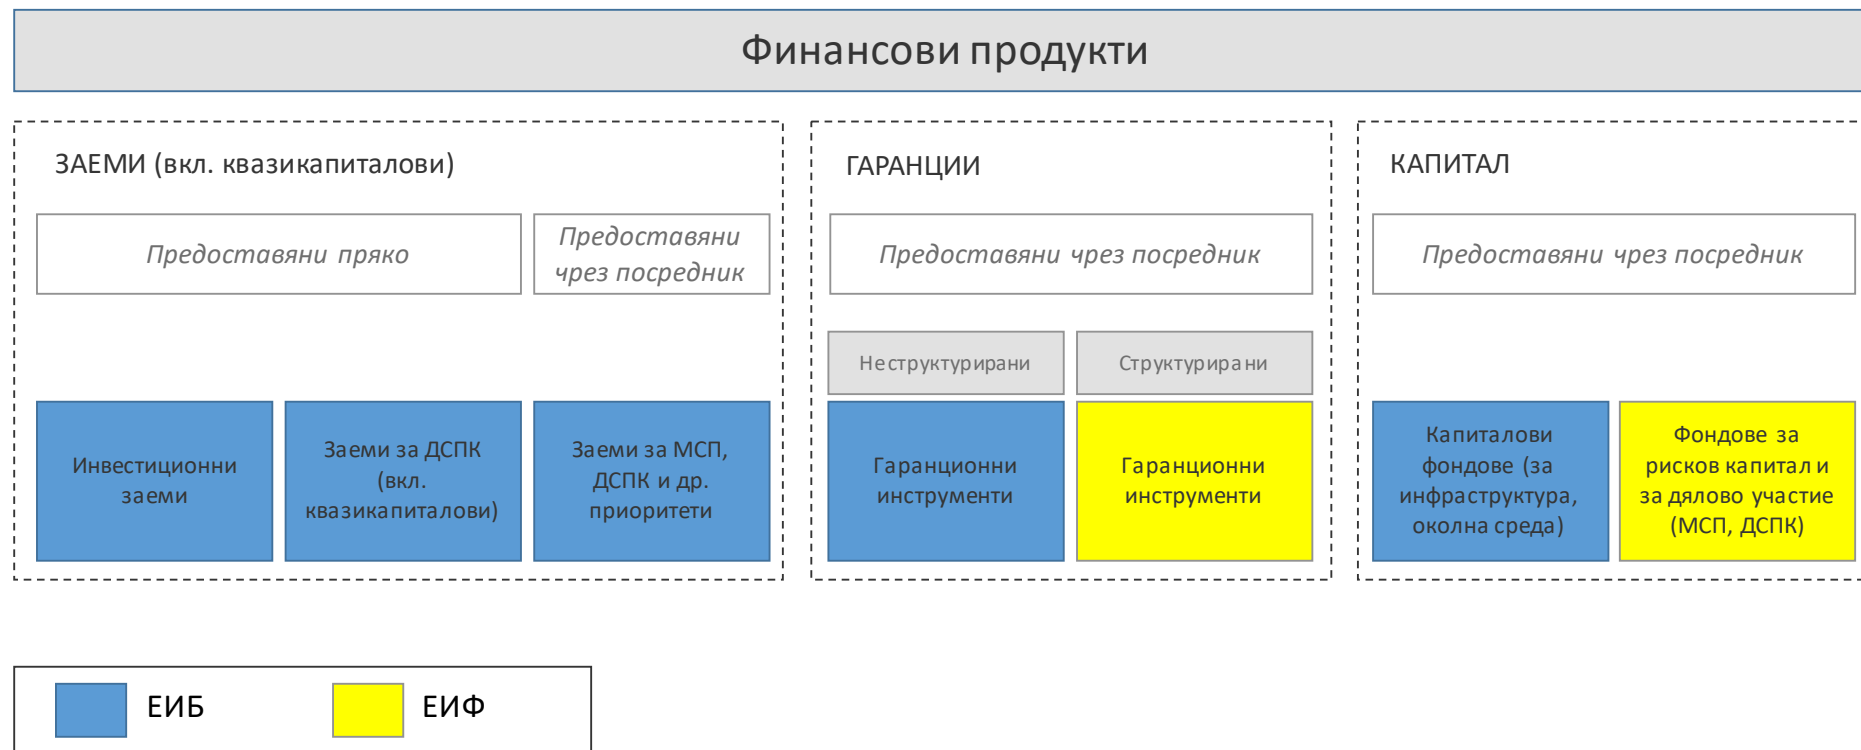 Финансови продукти
ЗАЕМИ (вкл. квазикапиталови)
Предоставяни пряко
Предоставяни
чрез посредник
Инвестиционни
заеми
Заеми за ДСПК
(вкл.
квазикапиталови)
Заеми за МСП,
ДСПК и др.
приоритети
ГАРАНЦИИ
Предоставяни чрез посредник
Неструктурирани
Структурирани
Гаранционни
инструменти
Гаранционни
инструменти
КАПИТАЛ
Предоставяни чрез посредник
Капиталови
фондове (за
инфраструктура,
околна среда)
Фондове за
рисков капитал и
за дялово участие
(МСП, ДСПК)
ЕИБ
ЕИФ